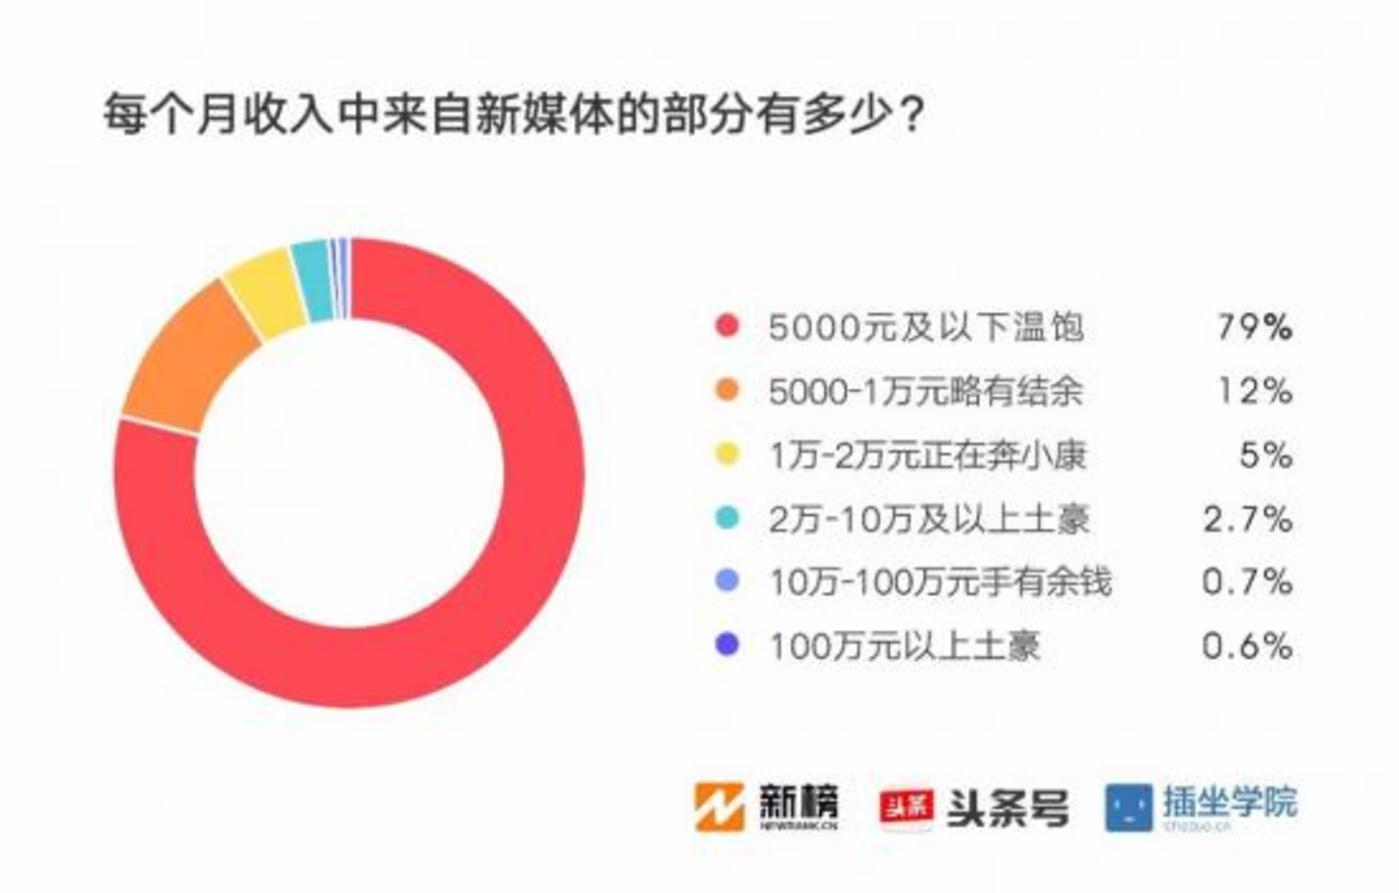 每个月收入中来自新媒体的部分有多少?
5000元及以下温饱 79%
5000-1万元略有结余 12%
1万-2万元正在奔小康 5%
2万-10万及以上土豪 2.7%
10万-100万元手有余钱 0.7%
100万元以上土豪 0.6%
新榜 头条 头条号 插坐学院
NEWRANK.CN chazuo.cn